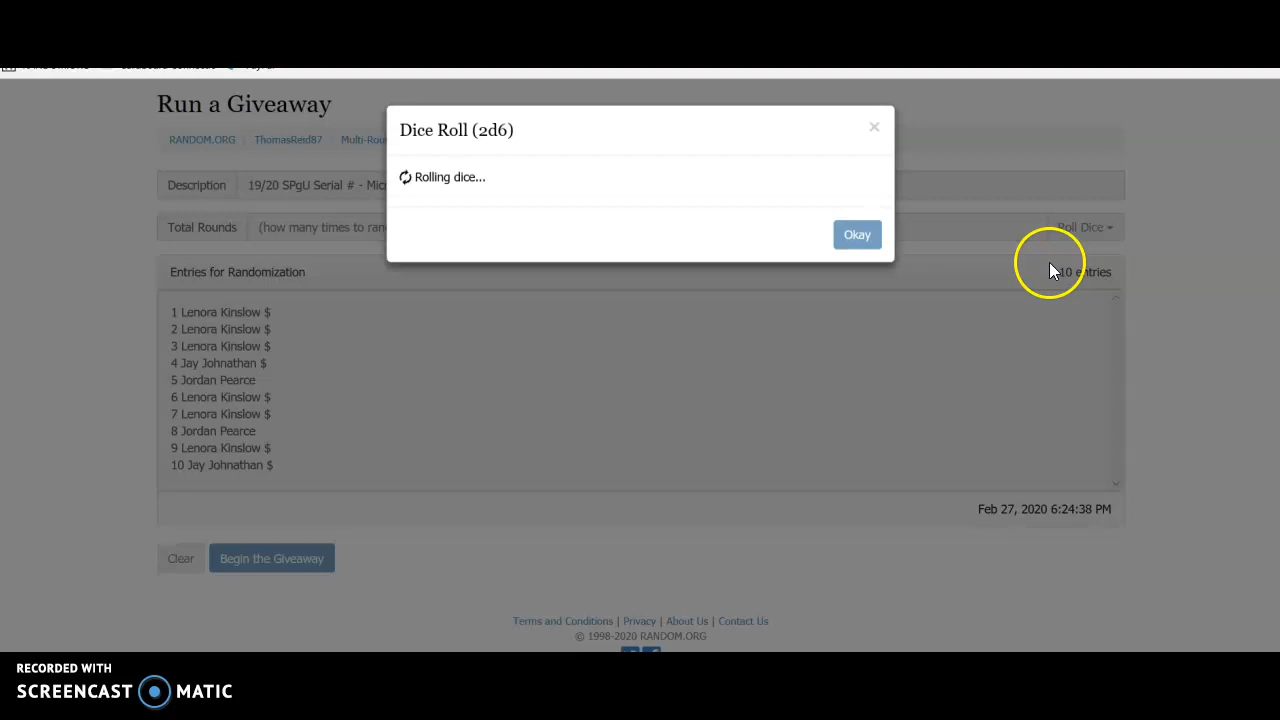 Run a Giveaway
RANDOM.ORG ThomasReid87 Multi-Rou
Dice Roll (2d6)
×
Rolling dice...
Okay
Description 19/20 SPgU Serial # - Mic
Total Rounds (how many times to ran
Roll Dice
Entries for Randomization
10 entries
1 Lenora Kinslow $
2 Lenora Kinslow $
3 Lenora Kinslow $
4 Jay Johnathan $
5 Jordan Pearce
6 Lenora Kinslow $
7 Lenora Kinslow $
8 Jordan Pearce
9 Lenora Kinslow $
10 Jay Johnathan $
Feb 27, 2020 6:24:38 PM
Clear Begin the Giveaway
Terms and Conditions | Privacy | About Us | Contact Us
© 1998-2020 RANDOM.ORG
RECORDED WITH
SCREENCAST MATIC